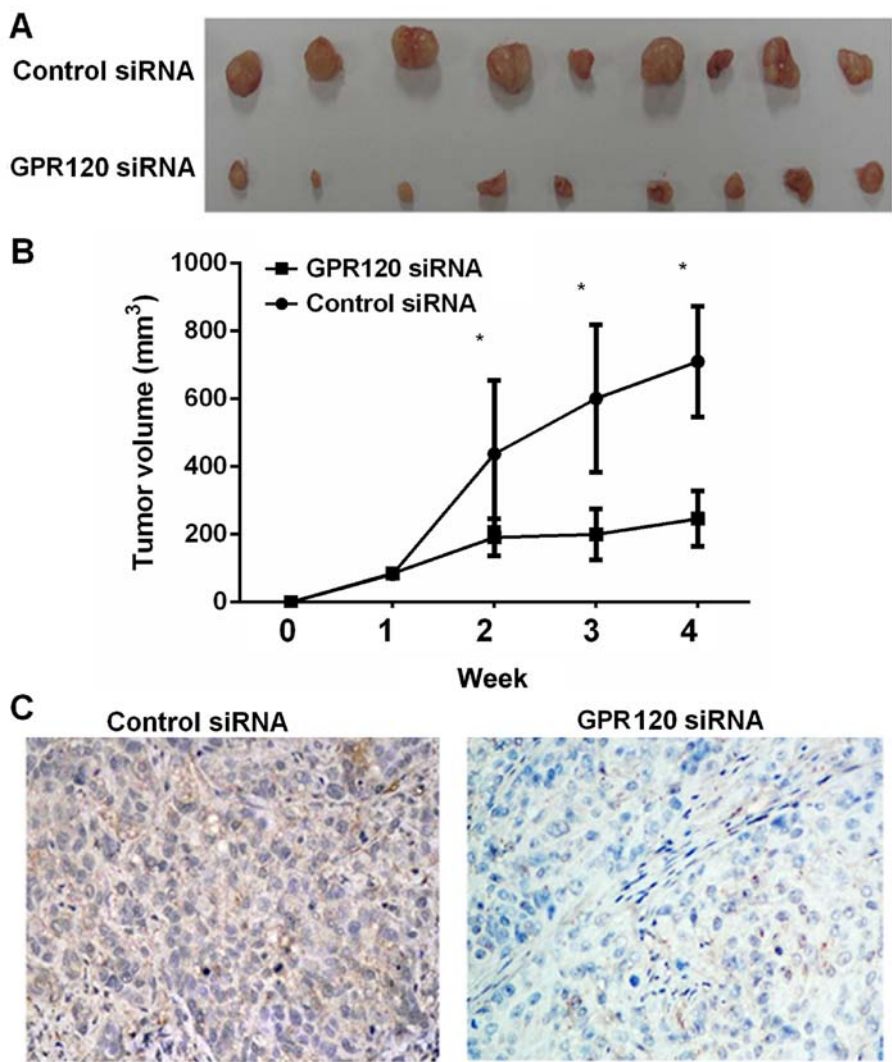 A
Control siRNA
GPR120 siRNA
B
1000
800
600
400
200
0
Tumor volume (mm³)
GPR120 siRNA
Control siRNA
*
*
*
0 1 2 3 4
Week
C
Control siRNA
GPR120 siRNA